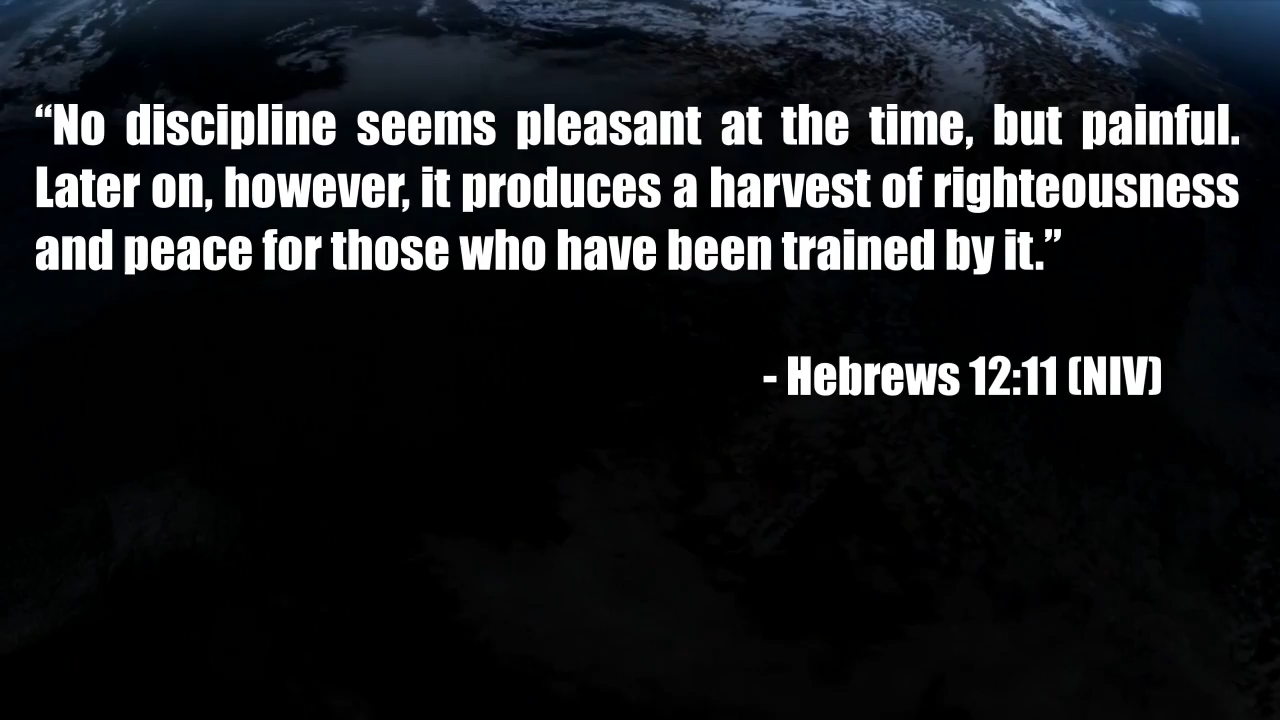 “No discipline seems pleasant at the time, but painful.
Later on, however, it produces a harvest of righteousness
and peace for those who have been trained by it.”
- Hebrews 12:11 (NIV)